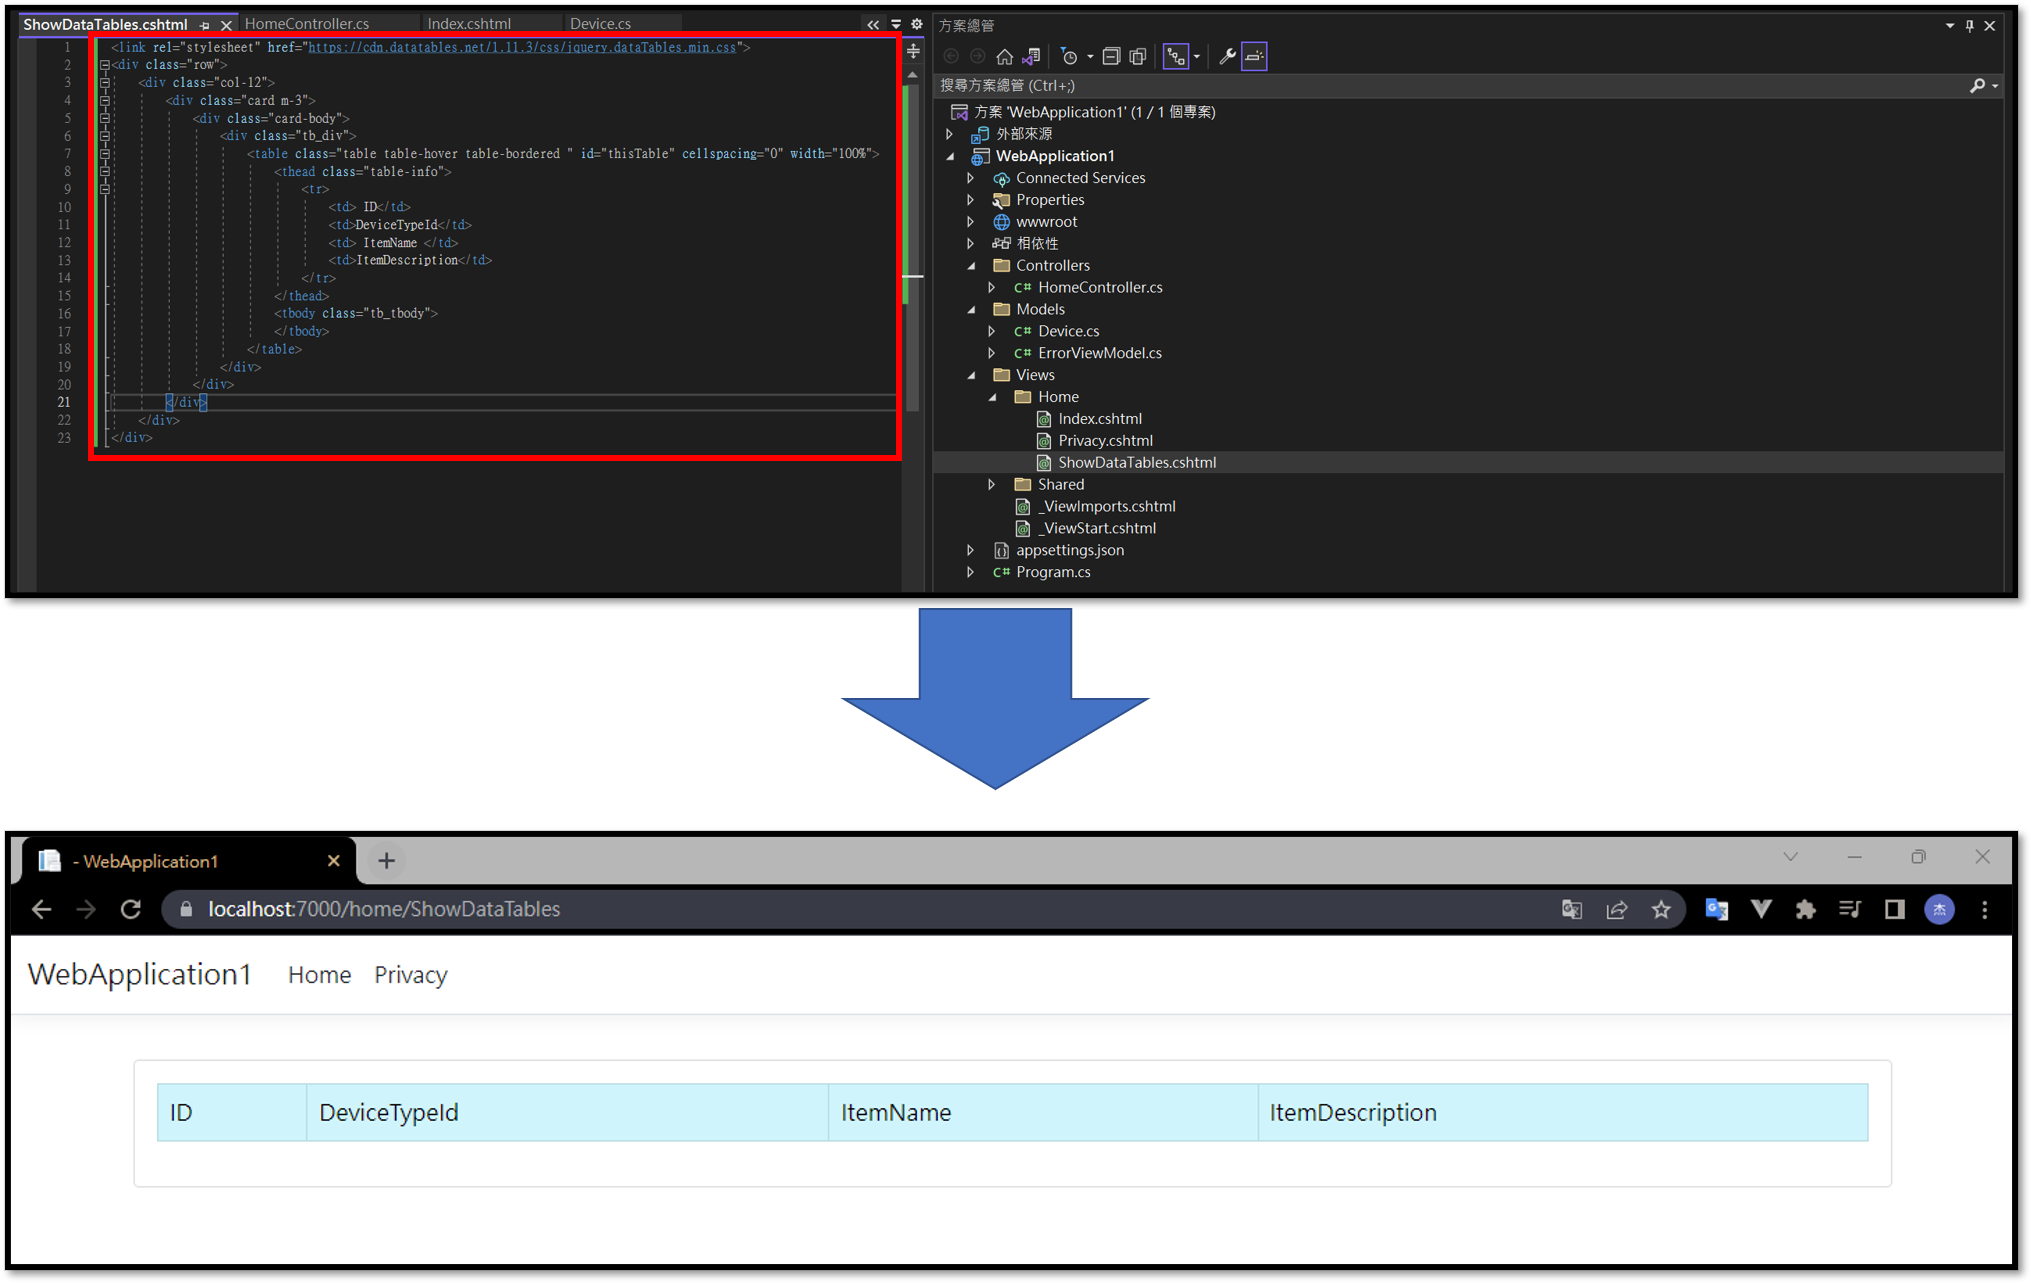 ShowDataTables.cshtml
HomeController.cs
Index.cshtml
Device.cs
1 <link rel="stylesheet" href="https://cdn.datatables.net/1.11.3/css/jquery.dataTables.min.css">
2 <div class="row">
3 <div class="col-12">
4 <div class="card m-3">
5 <div class="card-body">
6 <div class="tb_div">
7 <table class="table table-hover table-bordered " id="thisTable" cellspacing="0" width="100%">
8 <thead class="table-info">
9 <tr>
10 <td> ID</td>
11 <td>DeviceTypeId</td>
12 <td> ItemName </td>
13 <td>ItemDescription</td>
14 </tr>
15 </thead>
16 <tbody class="tb_tbody">
17 </tbody>
18 </table>
19 </div>
20 </div>
21 </div>
22 </div>
23 </div>
方案總管
搜尋方案總管 (Ctrl+;)
方案 'WebApplication1' (1 / 1 個專案)
外部來源
WebApplication1
Connected Services
Properties
wwwroot
相依性
Controllers
C# HomeController.cs
Models
C# Device.cs
C# ErrorViewModel.cs
Views
Home
Index.cshtml
Privacy.cshtml
ShowDataTables.cshtml
Shared
_ViewImports.cshtml
_ViewStart.cshtml
appsettings.json
C# Program.cs
- WebApplication1
localhost:7000/home/ShowDataTables
杰
WebApplication1 Home Privacy
ID DeviceTypeId ItemName ItemDescription